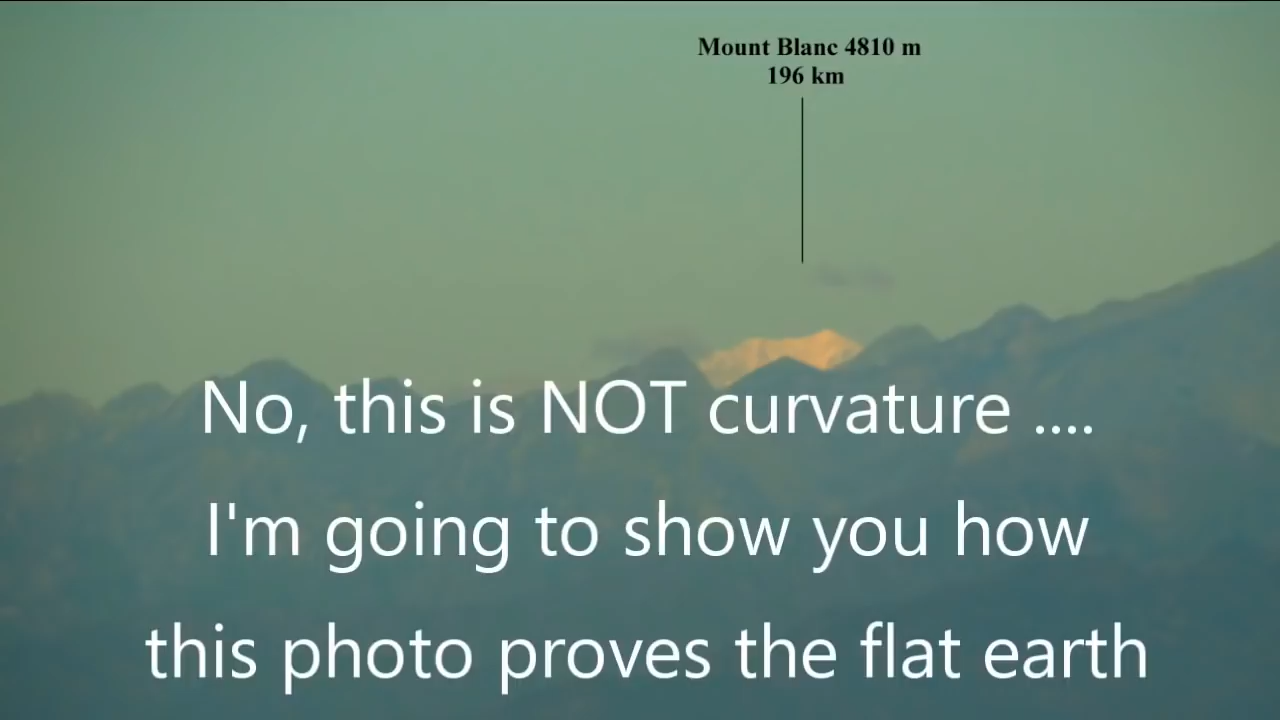 Mount Blanc 4810 m
196 km
No, this is NOT curvature ....
I'm going to show you how
this photo proves the flat earth